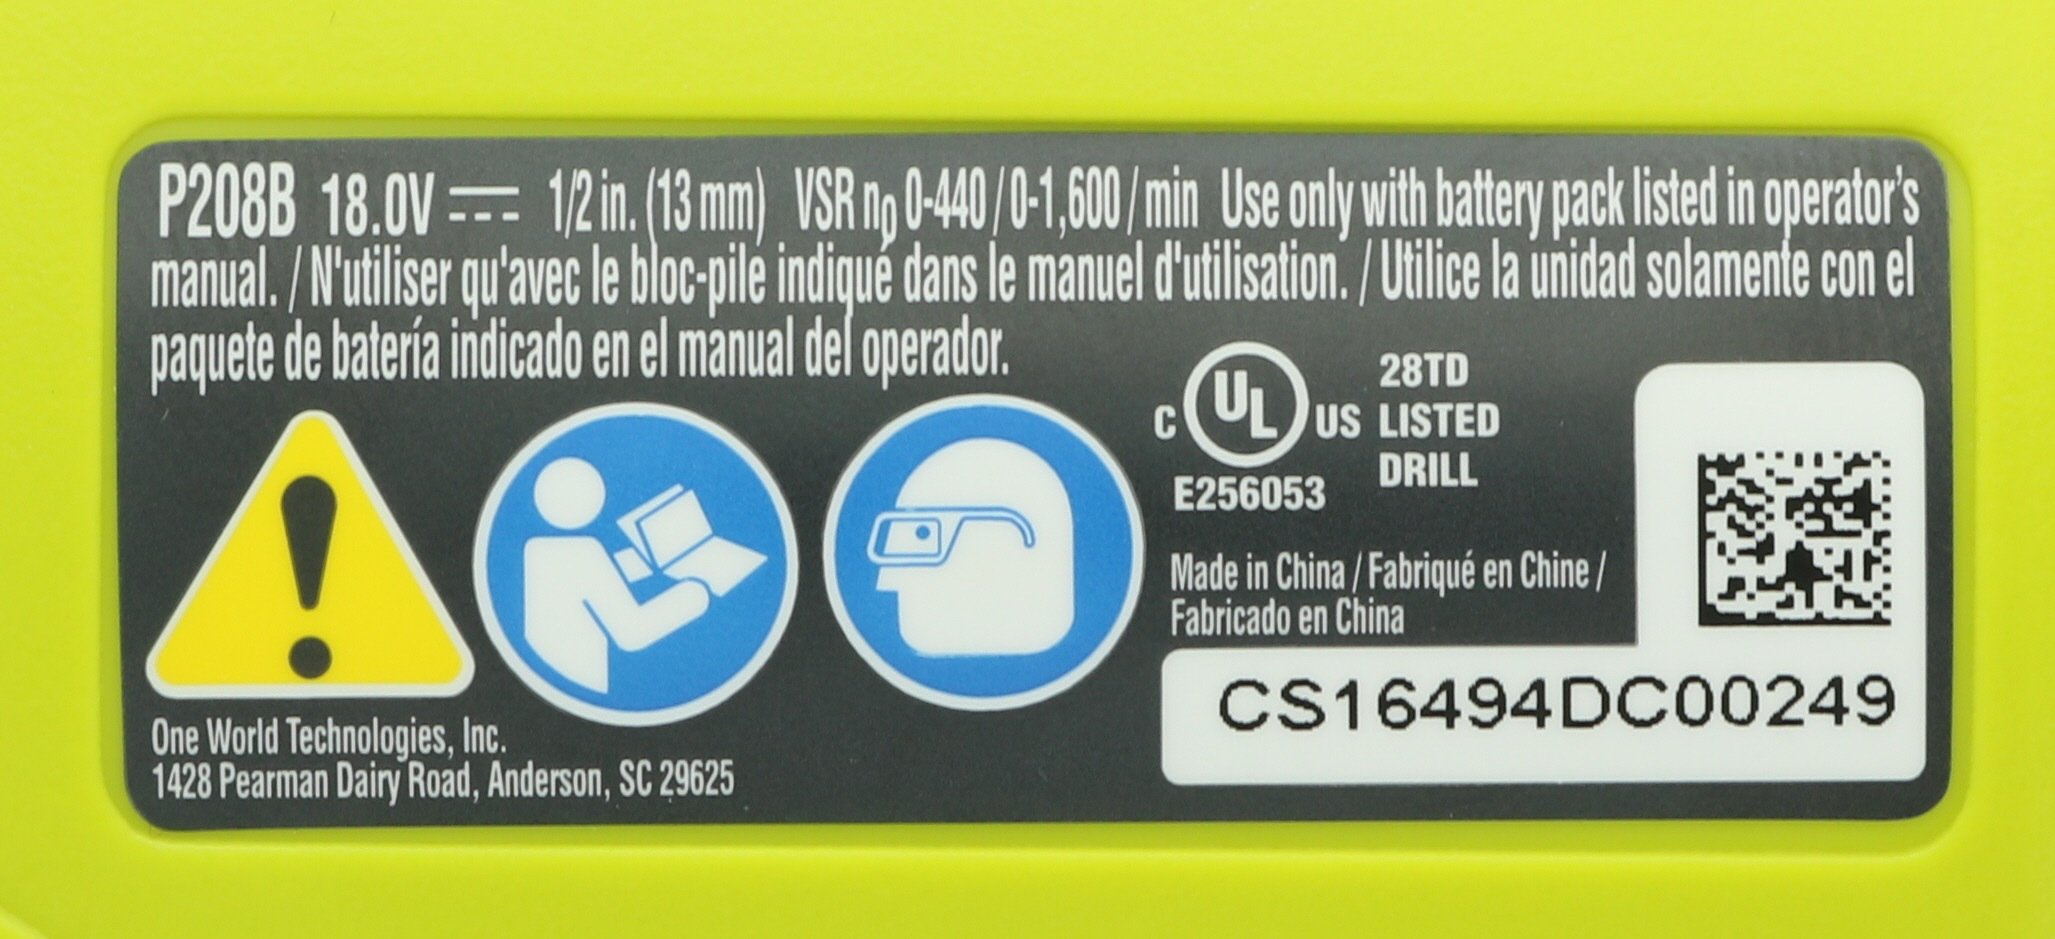 P208B 18.0V 1/2 in. (13 mm) VSR n₀ 0-440 / 0-1,600 / min Use only with battery pack listed in operator's
manual. / N'utiliser qu'avec le bloc-pile indiqué dans le manuel d'utilisation. / Utilice la unidad solamente con el
paquete de batería indicado en el manual del operador.
C UL US
E256053
28TD
LISTED
DRILL
Made in China / Fabriqué en Chine /
Fabricado en China
CS16494DC00249
One World Technologies, Inc.
1428 Pearman Dairy Road, Anderson, SC 29625